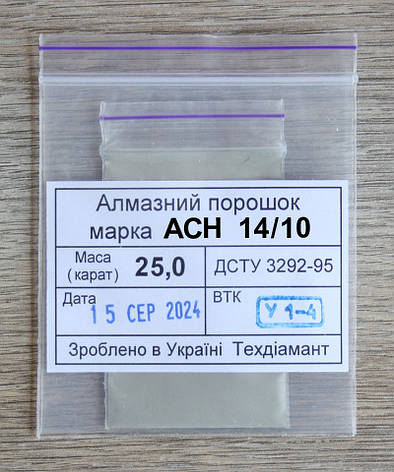 Алмазний порошок
марка АСН 14/10
Маса (карат) 25,0 ДСТУ 3292-95
Дата 15 СЕР 2024 ВТК У 1-4
Зроблено в Україні Техдіамант